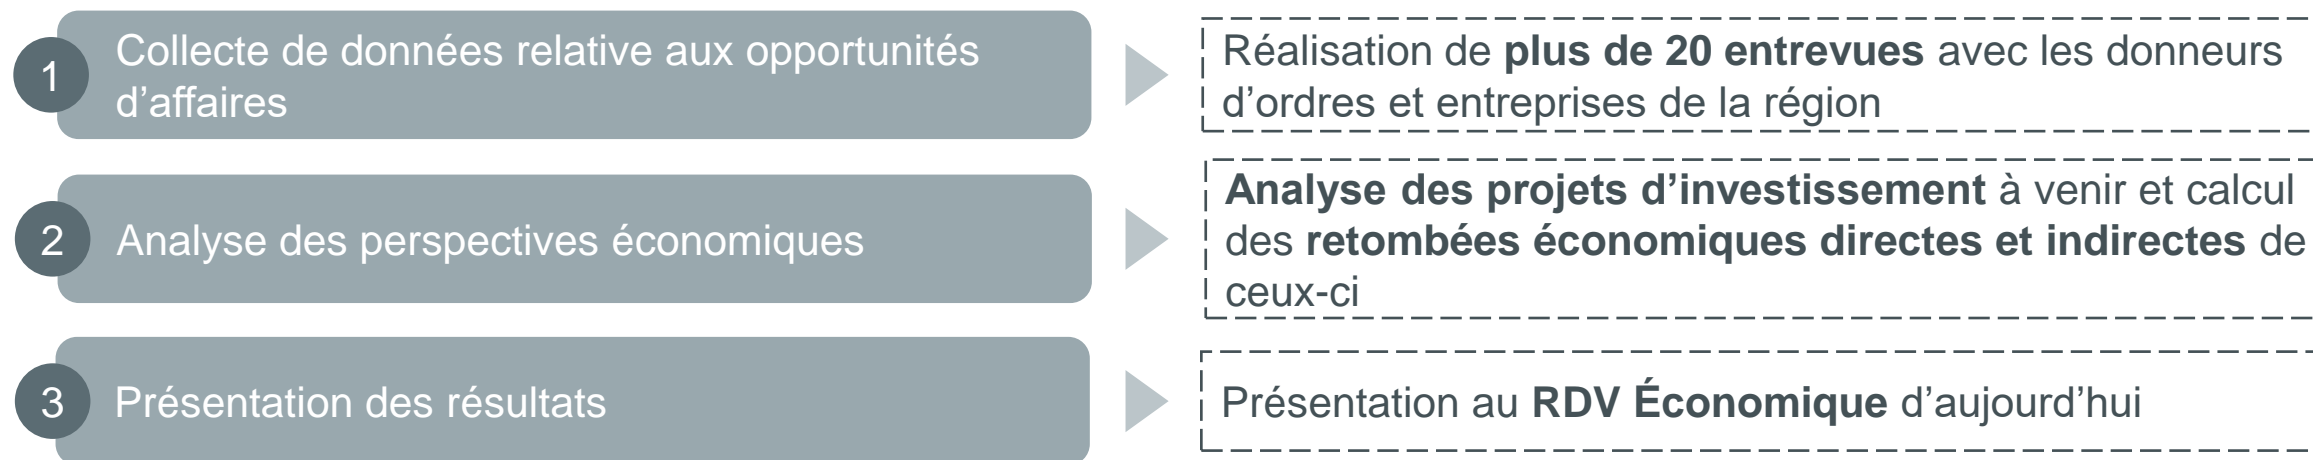 1
Collecte de données relative aux opportunités
d’affaires
Réalisation de plus de 20 entrevues avec les donneurs
d’ordres et entreprises de la région
2
Analyse des perspectives économiques
Analyse des projets d’investissement à venir et calcul
des retombées économiques directes et indirectes de
ceux-ci
3
Présentation des résultats
Présentation au RDV Économique d’aujourd’hui